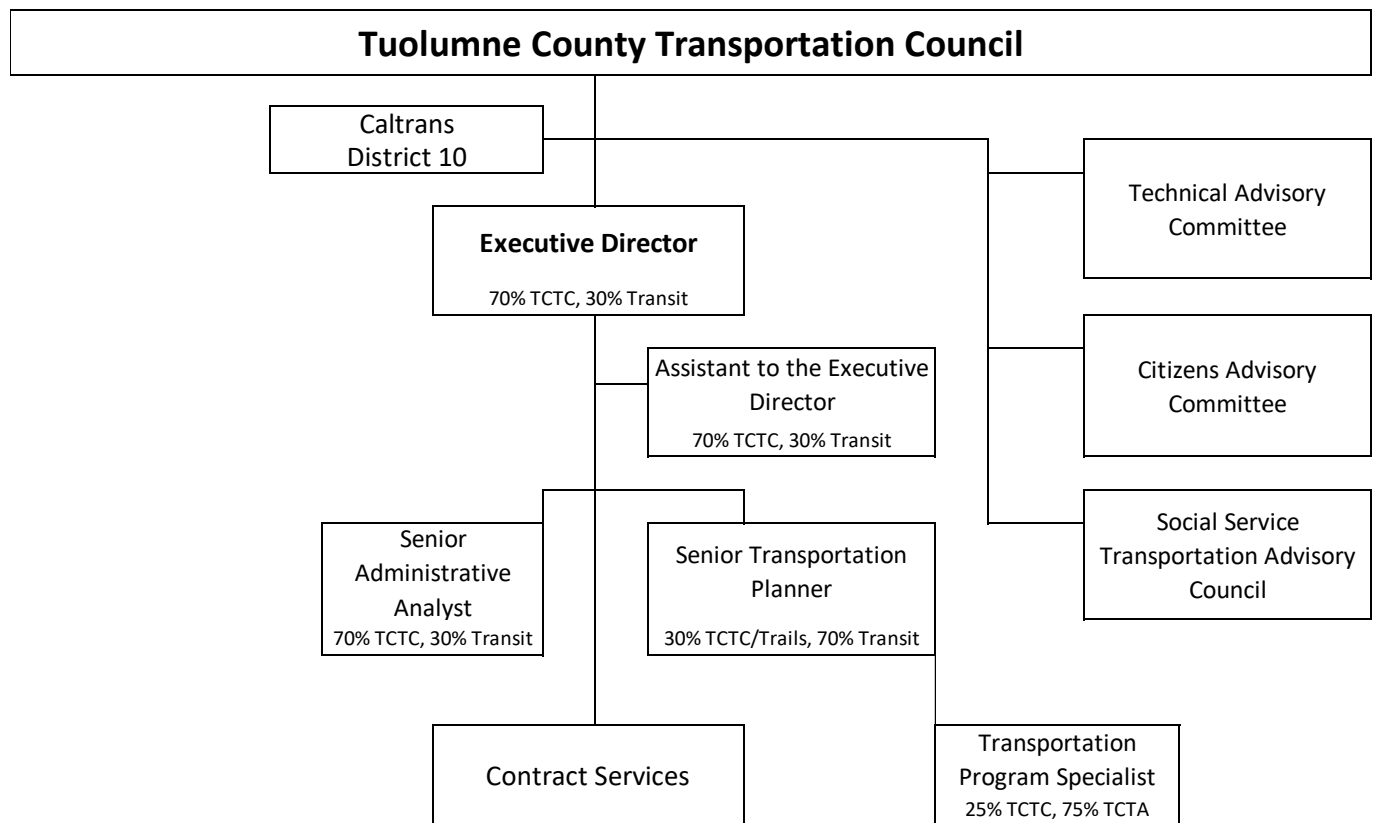 Tuolumne County Transportation Council
Caltrans
District 10
Technical Advisory
Committee
Executive Director
70% TCTC, 30% Transit
Assistant to the Executive
Director
70% TCTC, 30% Transit
Citizens Advisory
Committee
Senior
Administrative
Analyst
70% TCTC, 30% Transit
Senior Transportation
Planner
30% TCTC/Trails, 70% Transit
Social Service
Transportation Advisory
Council
Contract Services
Transportation
Program Specialist
25% TCTC, 75% TCTA